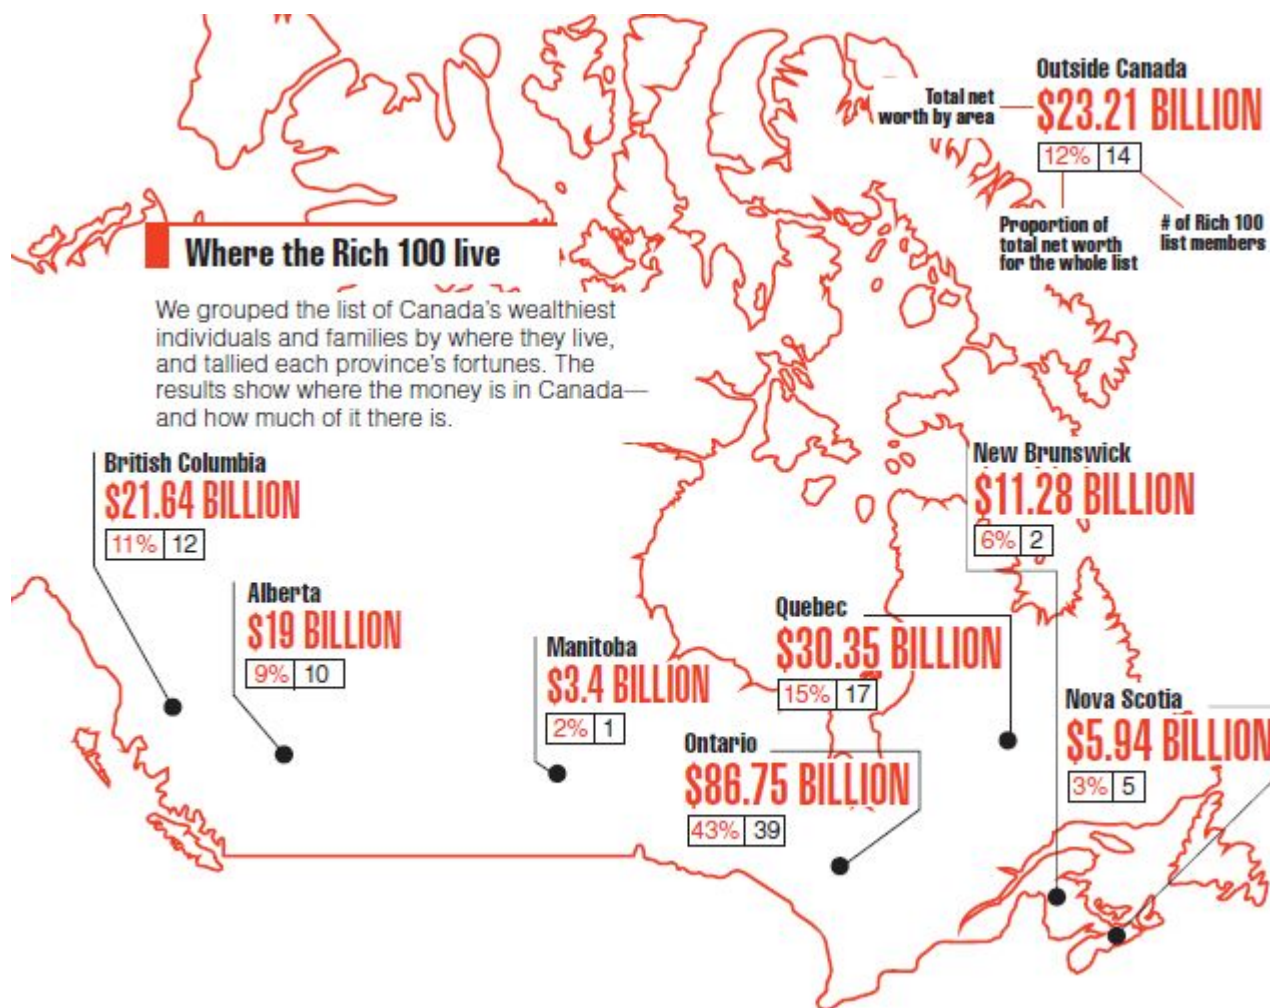 Outside Canada
Total net
worth by area
$23.21 BILLION
12% 14
Proportion of
total net worth
for the whole list
# of Rich 100
list members
Where the Rich 100 live
We grouped the list of Canada's wealthiest
individuals and families by where they live,
and tallied each province's fortunes. The
results show where the money is in Canada—
and how much of it there is.
British Columbia
$21.64 BILLION
11% 12
Alberta
$19 BILLION
9% 10
Manitoba
$3.4 BILLION
2% 1
Ontario
$86.75 BILLION
43% 39
Quebec
$30.35 BILLION
15% 17
New Brunswick
$11.28 BILLION
6% 2
Nova Scotia
$5.94 BILLION
3% 5